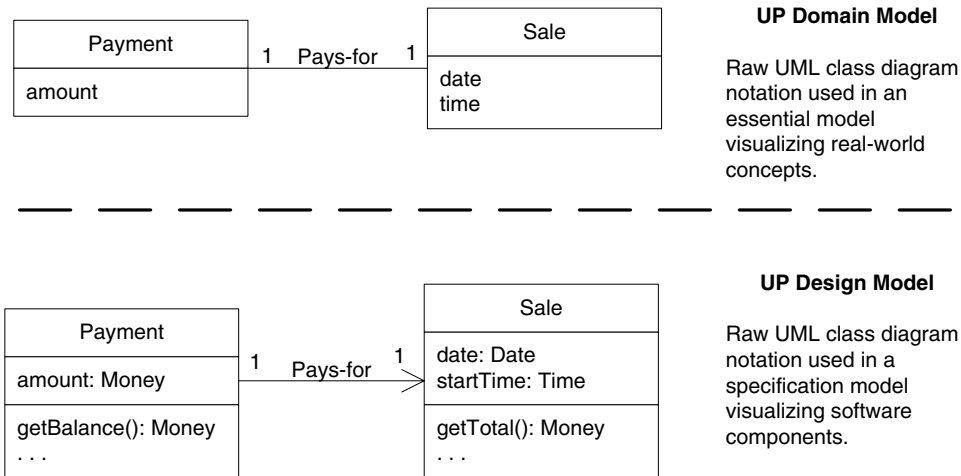 Payment
amount
1 Pays-for 1
Sale
date
time
UP Domain Model
Raw UML class diagram
notation used in an
essential model
visualizing real-world
concepts.
Payment
amount: Money
getBalance(): Money
. . .
1 Pays-for 1
Sale
date: Date
startTime: Time
getTotal(): Money
. . .
UP Design Model
Raw UML class diagram
notation used in a
specification model
visualizing software
components.